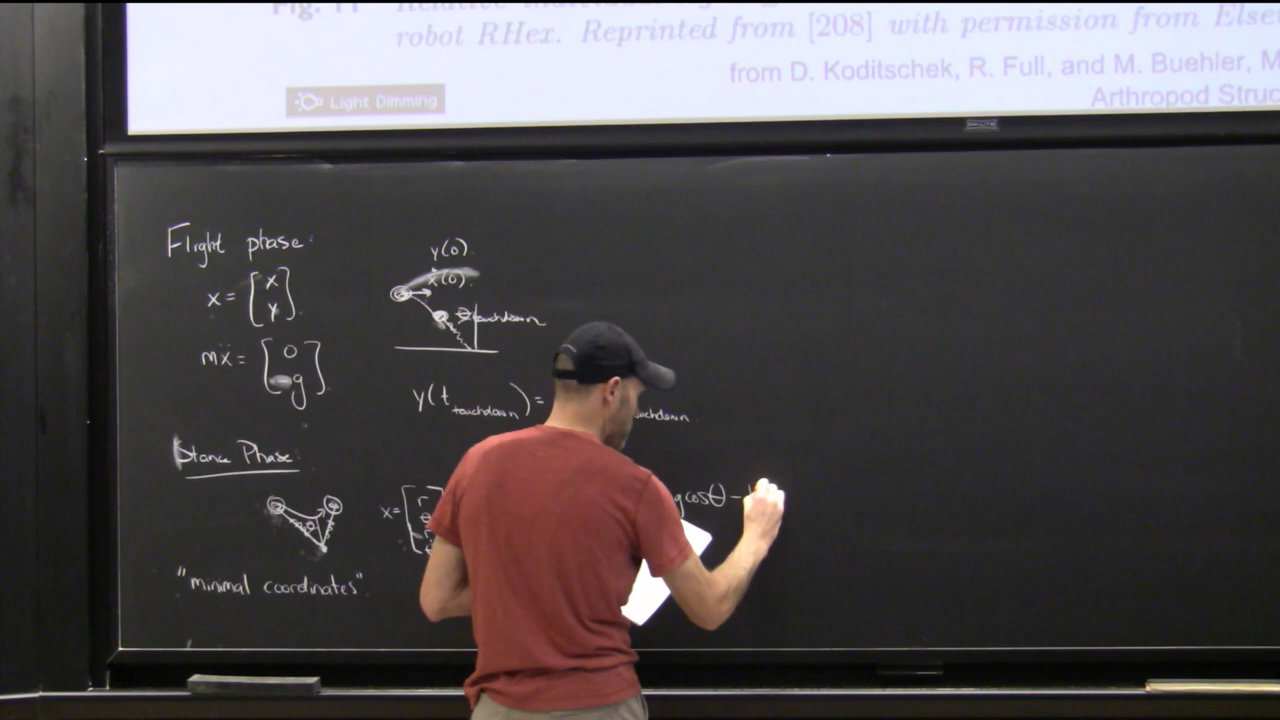 robot RHex. Reprinted from [208] with permission from Else
from D. Koditschek, R. Full, and M. Buehler, M
Arthropod Struc
Light Dimming
Flight phase
x = [x y]
mẍ = [0 g]
y(0)
x(0)
θ touchdown
y(t touchdown) =
touchdown
Stance Phase
x = [r θ
gcosθ -
"minimal coordinates"